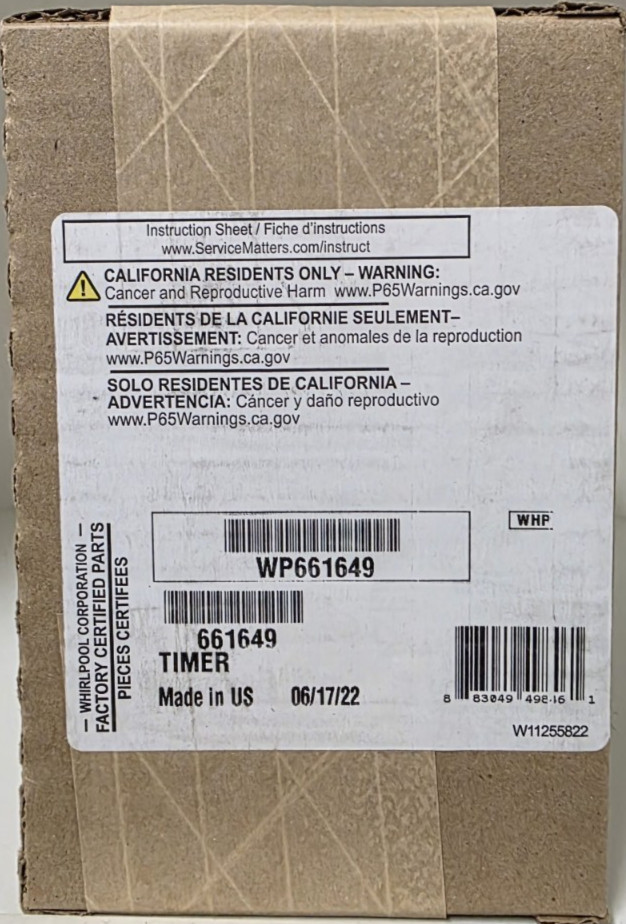 Instruction Sheet / Fiche d'instructions
www.ServiceMatters.com/instruct
CALIFORNIA RESIDENTS ONLY – WARNING:
Cancer and Reproductive Harm www.P65Warnings.ca.gov
RÉSIDENTS DE LA CALIFORNIE SEULEMENT–
AVERTISSEMENT: Cancer et anomales de la reproduction
www.P65Warnings.ca.gov
SOLO RESIDENTES DE CALIFORNIA –
ADVERTENCIA: Cáncer y daño reproductivo
www.P65Warnings.ca.gov
WHP
— WHIRLPOOL CORPORATION —
FACTORY CERTIFIED PARTS
PIECES CERTIFEES
WP661649
661649
TIMER
Made in US 06/17/22
8 83049 1
W11255822